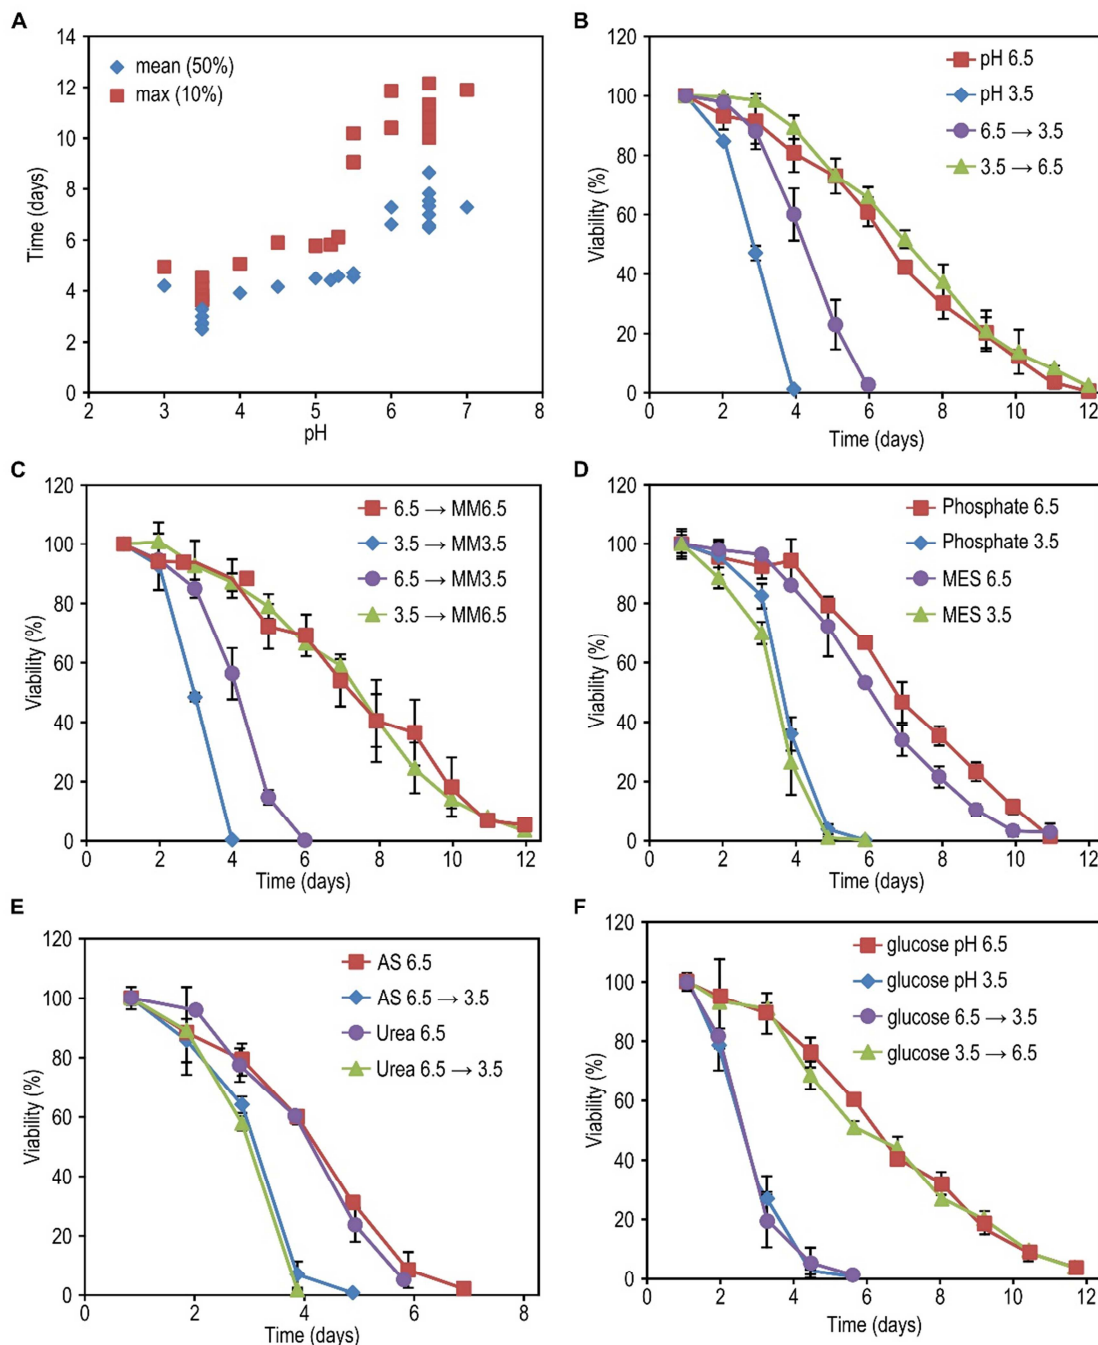 A
14
12
10
8
6
4
2
0
Time (days)
mean (50%)
max (10%)
2 3 4 5 6 7 8
pH
B
120
100
80
60
40
20
0
Viability (%)
pH 6.5
pH 3.5
6.5 → 3.5
3.5 → 6.5
0 2 4 6 8 10 12
Time (days)
C
120
100
80
60
40
20
0
Viability (%)
6.5 → MM6.5
3.5 → MM3.5
6.5 → MM3.5
3.5 → MM6.5
0 2 4 6 8 10 12
Time (days)
D
120
100
80
60
40
20
0
Viability (%)
Phosphate 6.5
Phosphate 3.5
MES 6.5
MES 3.5
0 2 4 6 8 10 12
Time (days)
E
120
100
80
60
40
20
0
Viability (%)
AS 6.5
AS 6.5 → 3.5
Urea 6.5
Urea 6.5 → 3.5
0 2 4 6 8
Time (days)
F
120
100
80
60
40
20
0
Viability (%)
glucose pH 6.5
glucose pH 3.5
glucose 6.5 → 3.5
glucose 3.5 → 6.5
0 2 4 6 8 10 12
Time (days)